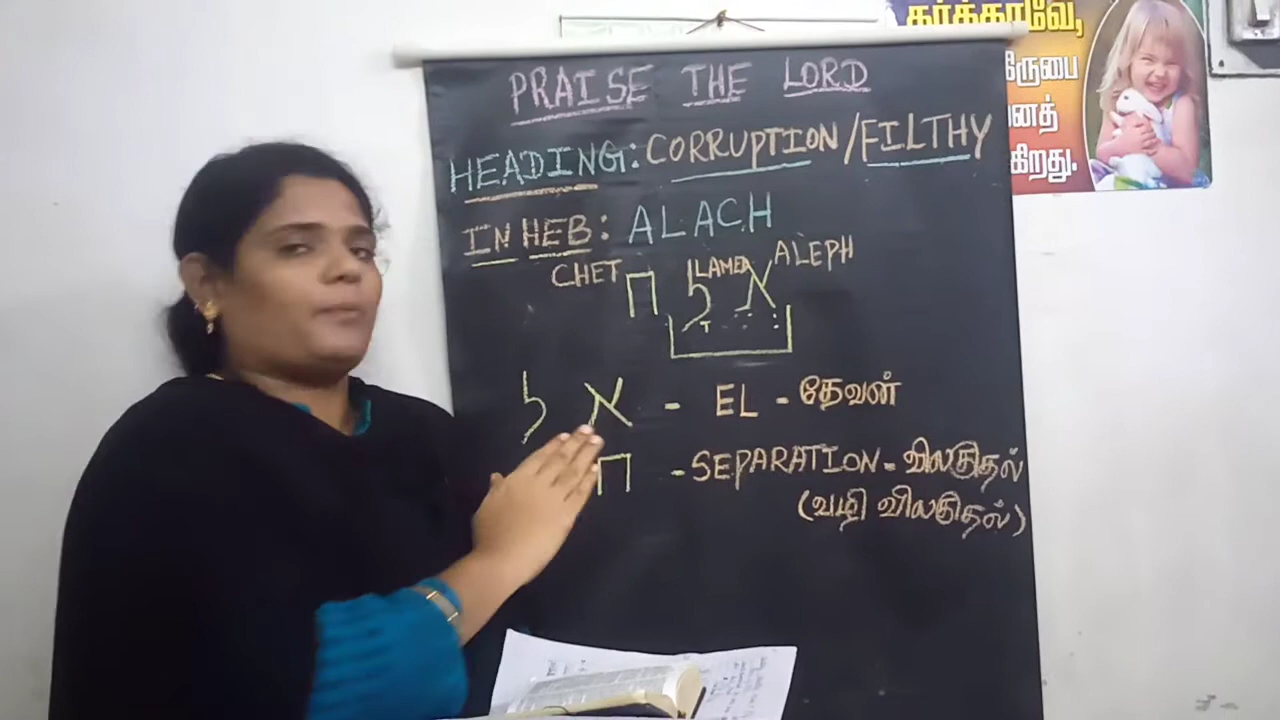 PRAISE THE LORD
HEADING: CORRUPTION/FILTHY
IN HEB: ALACH
CHET ח LAMED ל ALEPH א
ל א - EL - தேவன்
ח - SEPARATION - விலகுதல்
(வழி விலகுதல்)
கர்த்தாவே,
கிறது.